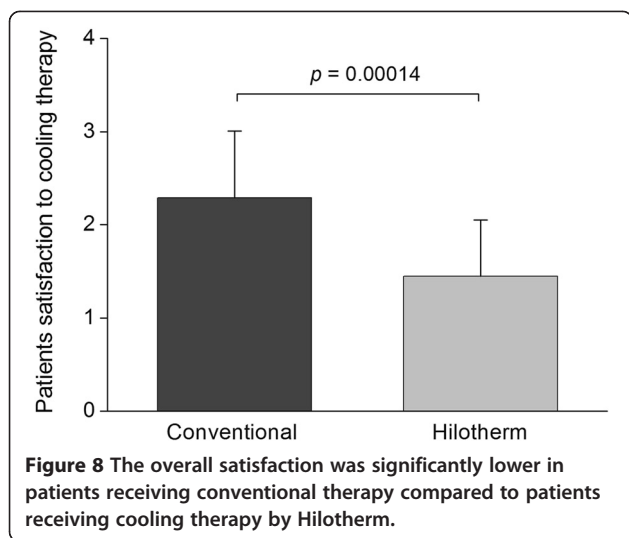 4
p = 0.00014
3
2
1
0
Patients satisfaction to cooling therapy
Conventional Hilotherm
Figure 8 The overall satisfaction was significantly lower in
patients receiving conventional therapy compared to patients
receiving cooling therapy by Hilotherm.